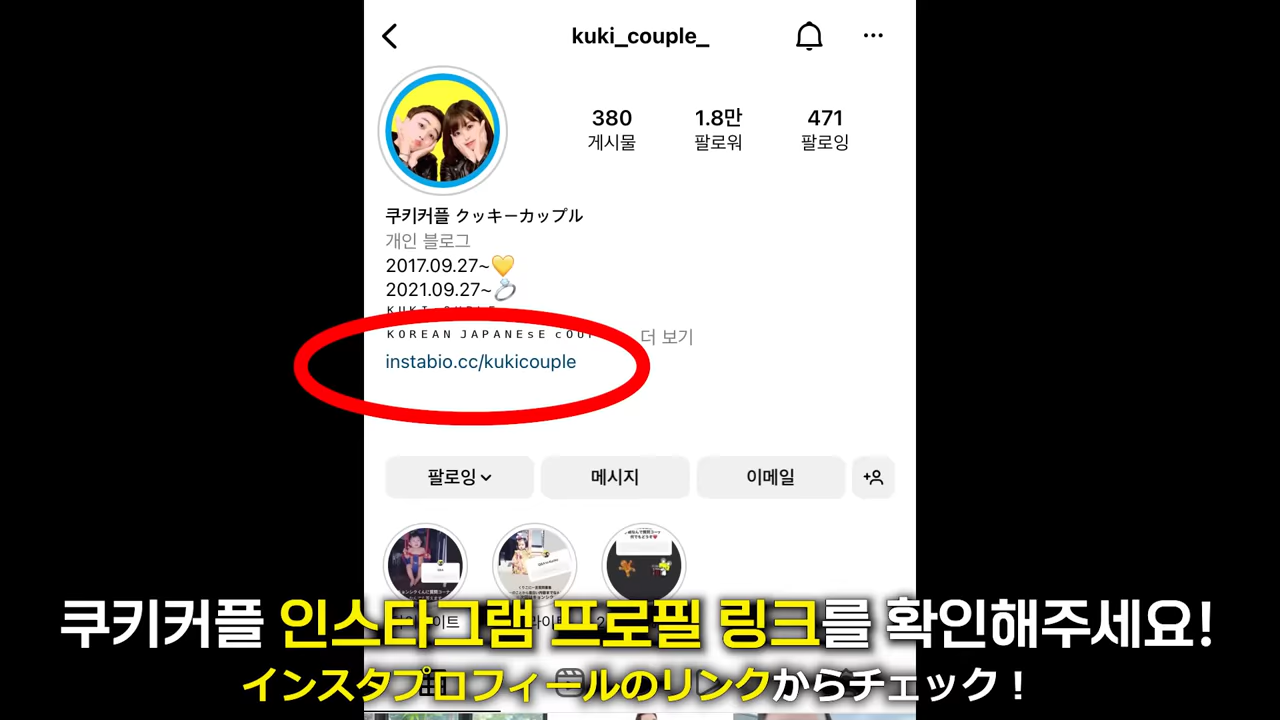 kuki_couple_
380
게시물
1.8만
팔로워
471
팔로잉
쿠키커플 クッキーカップル
개인 블로그
2017.09.27~💛
2021.09.27~💍
KOREAN JAPANEsE
더 보기
instabio.cc/kukicouple
팔로잉
메시지
이메일
쿠키커플 인스타그램 프로필 링크를 확인해주세요!
インスタプロフィールのリンクからチェック！